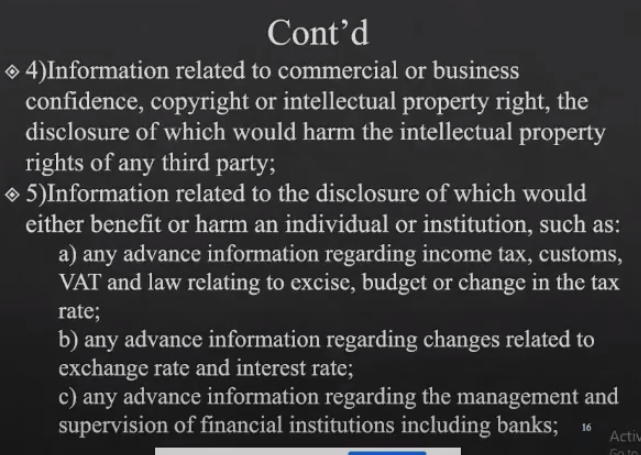 Cont’d
4)Information related to commercial or business
confidence, copyright or intellectual property right, the
disclosure of which would harm the intellectual property
rights of any third party;
5)Information related to the disclosure of which would
either benefit or harm an individual or institution, such as:
a) any advance information regarding income tax, customs,
VAT and law relating to excise, budget or change in the tax
rate;
b) any advance information regarding changes related to
exchange rate and interest rate;
c) any advance information regarding the management and
supervision of financial institutions including banks;
16